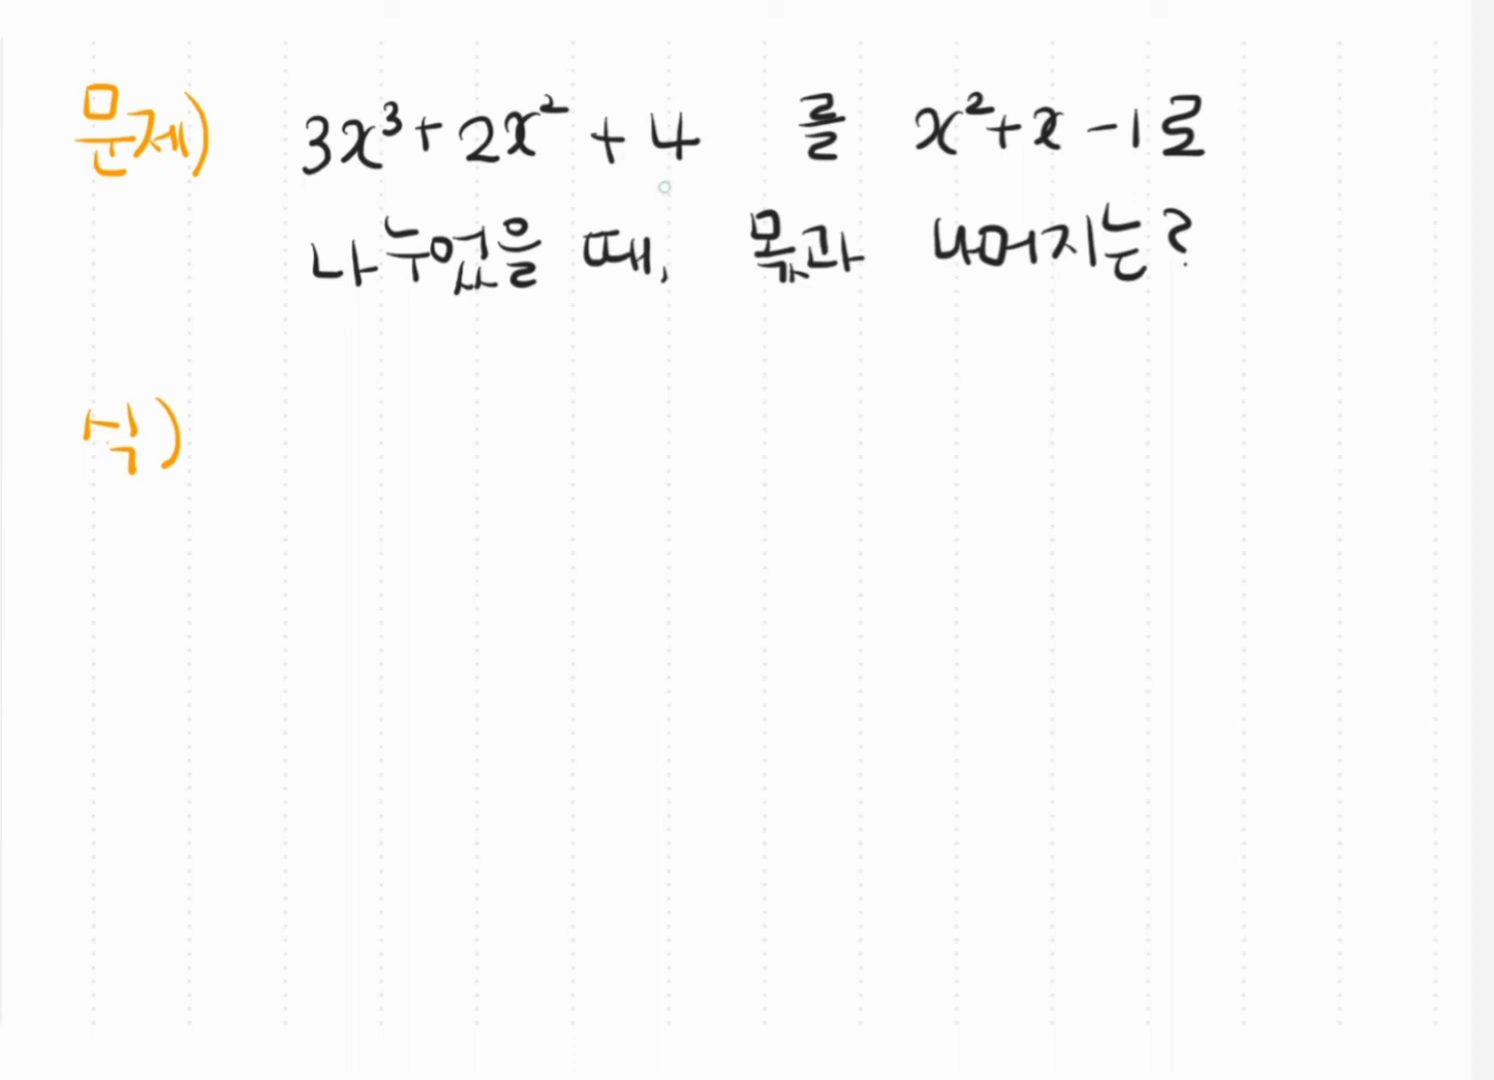 문제) 3x³+2x²+4 를 x²+x-1로
나누었을 때, 몫과 나머지는?
식)